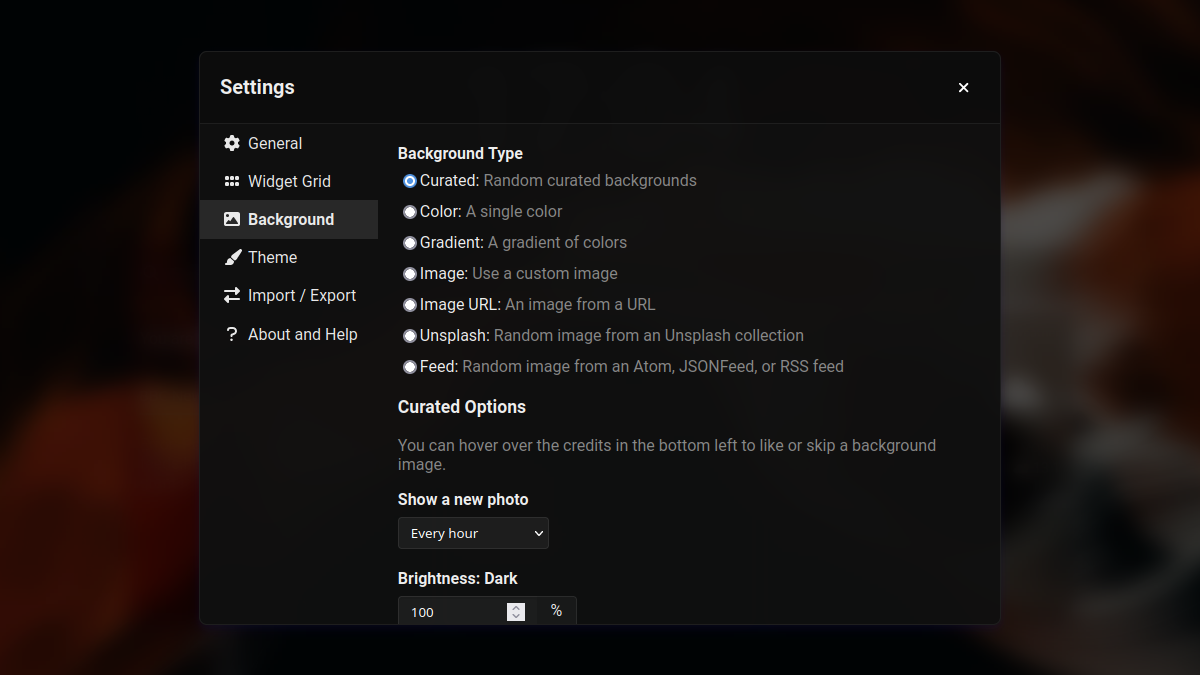 Settings
General
Widget Grid
Background
Theme
Import / Export
About and Help
Background Type
Curated: Random curated backgrounds
Color: A single color
Gradient: A gradient of colors
Image: Use a custom image
Image URL: An image from a URL
Unsplash: Random image from an Unsplash collection
Feed: Random image from an Atom, JSONFeed, or RSS feed
Curated Options
You can hover over the credits in the bottom left to like or skip a background
image.
Show a new photo
Every hour
Brightness: Dark
100 %